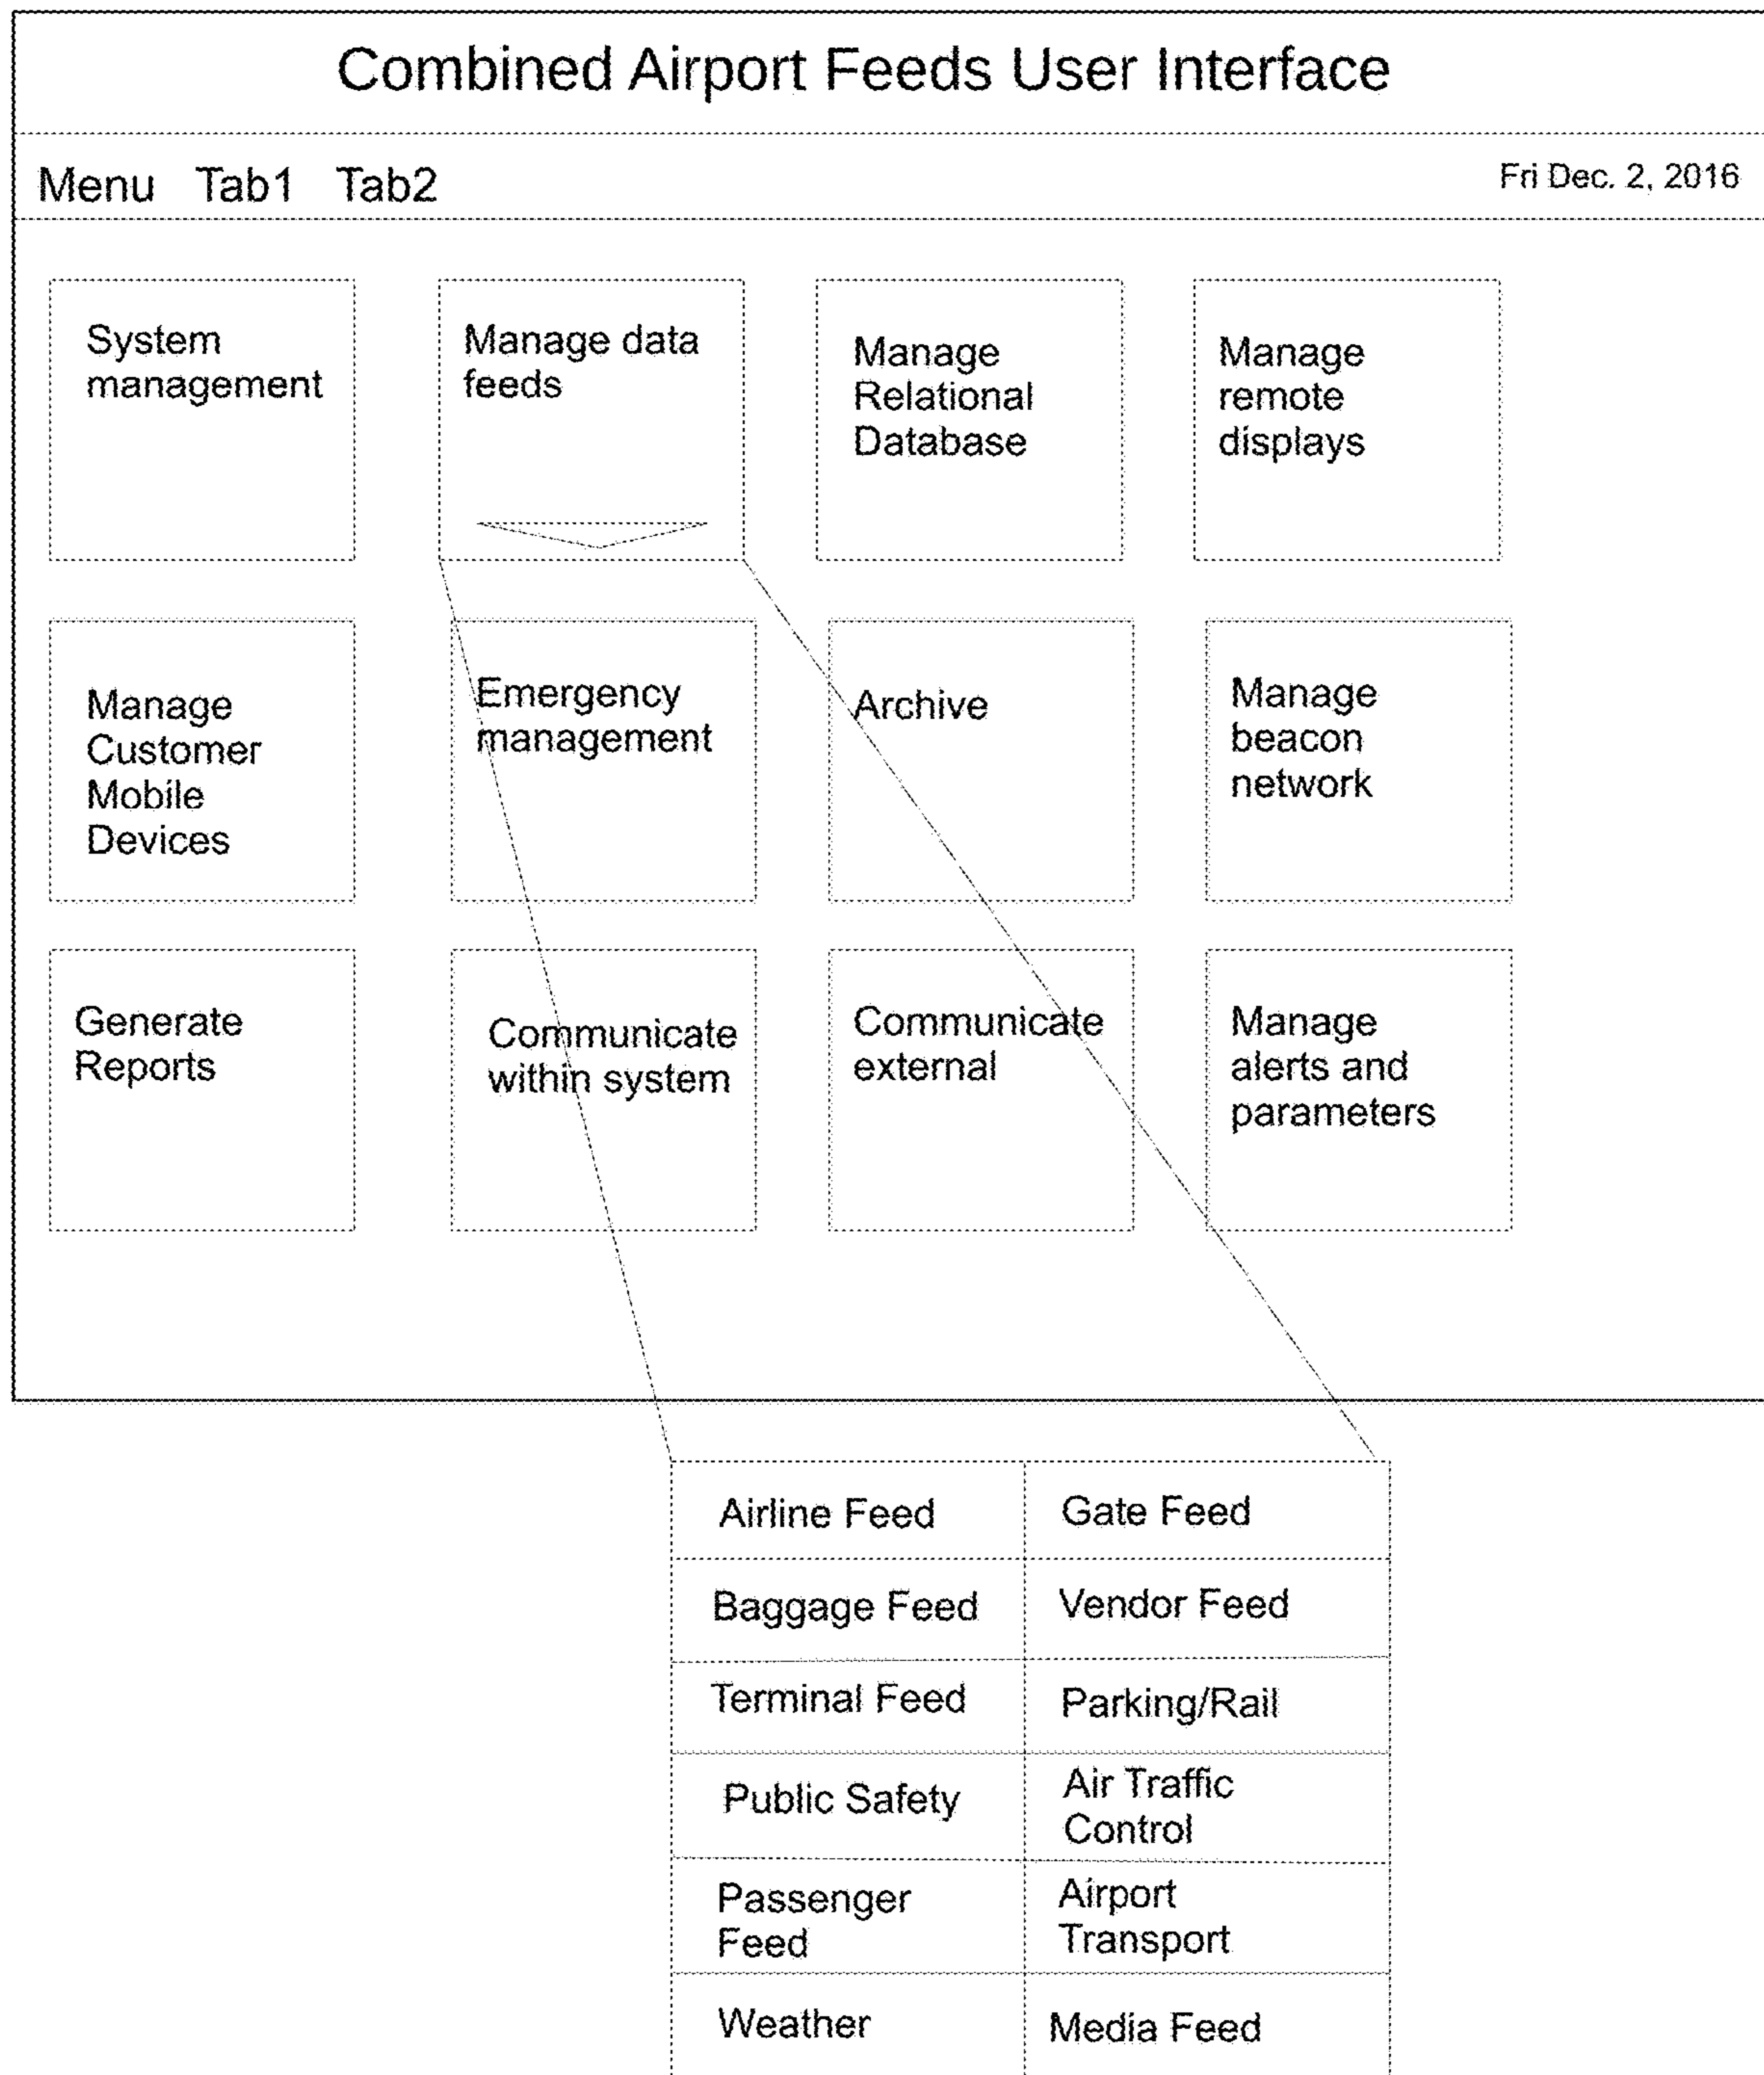 Combined Airport Feeds User Interface
Menu Tab1 Tab2 Fri Dec. 2, 2016
System
management
Manage data
feeds
Manage
Relational
Database
Manage
remote
displays
Manage
Customer
Mobile
Devices
Emergency
management
Archive
Manage
beacon
network
Generate
Reports
Communicate
within system
Communicate
external
Manage
alerts and
parameters
Airline Feed
Gate Feed
Baggage Feed
Vendor Feed
Terminal Feed
Parking/Rail
Public Safety
Air Traffic
Control
Passenger
Feed
Airport
Transport
Weather
Media Feed